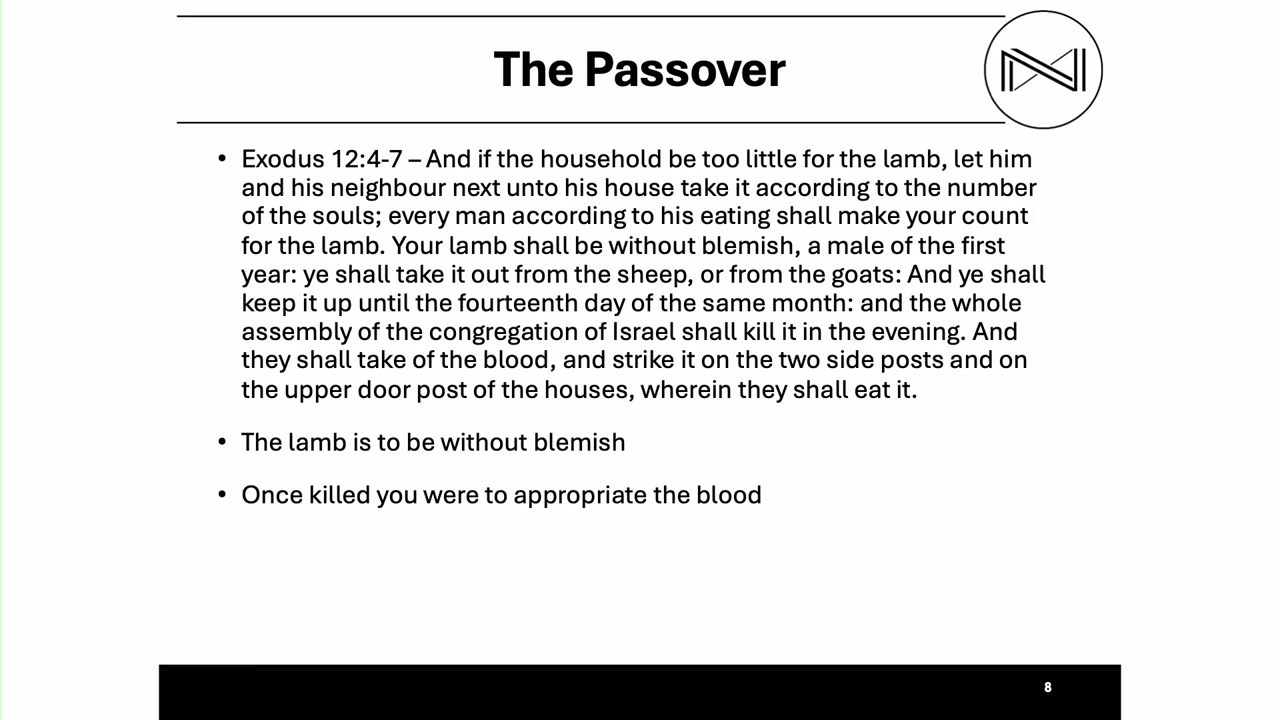 The Passover
• Exodus 12:4-7 – And if the household be too little for the lamb, let him
and his neighbour next unto his house take it according to the number
of the souls; every man according to his eating shall make your count
for the lamb. Your lamb shall be without blemish, a male of the first
year: ye shall take it out from the sheep, or from the goats: And ye shall
keep it up until the fourteenth day of the same month: and the whole
assembly of the congregation of Israel shall kill it in the evening. And
they shall take of the blood, and strike it on the two side posts and on
the upper door post of the houses, wherein they shall eat it.
• The lamb is to be without blemish
• Once killed you were to appropriate the blood
8